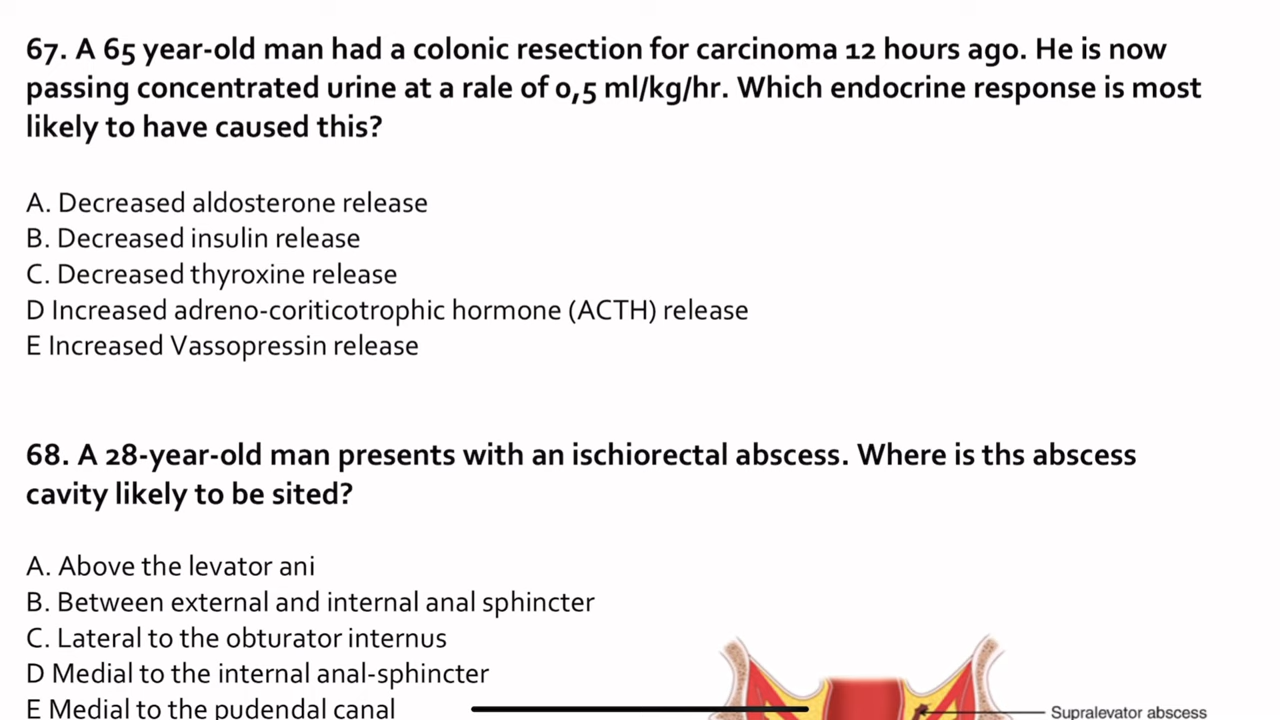 67. A 65 year-old man had a colonic resection for carcinoma 12 hours ago. He is now
passing concentrated urine at a rale of 0,5 ml/kg/hr. Which endocrine response is most
likely to have caused this?
A. Decreased aldosterone release
B. Decreased insulin release
C. Decreased thyroxine release
D Increased adreno-coriticotrophic hormone (ACTH) release
E Increased Vassopressin release
68. A 28-year-old man presents with an ischiorectal abscess. Where is ths abscess
cavity likely to be sited?
A. Above the levator ani
B. Between external and internal anal sphincter
C. Lateral to the obturator internus
D Medial to the internal anal-sphincter
E Medial to the pudendal canal
Supralevator abscess